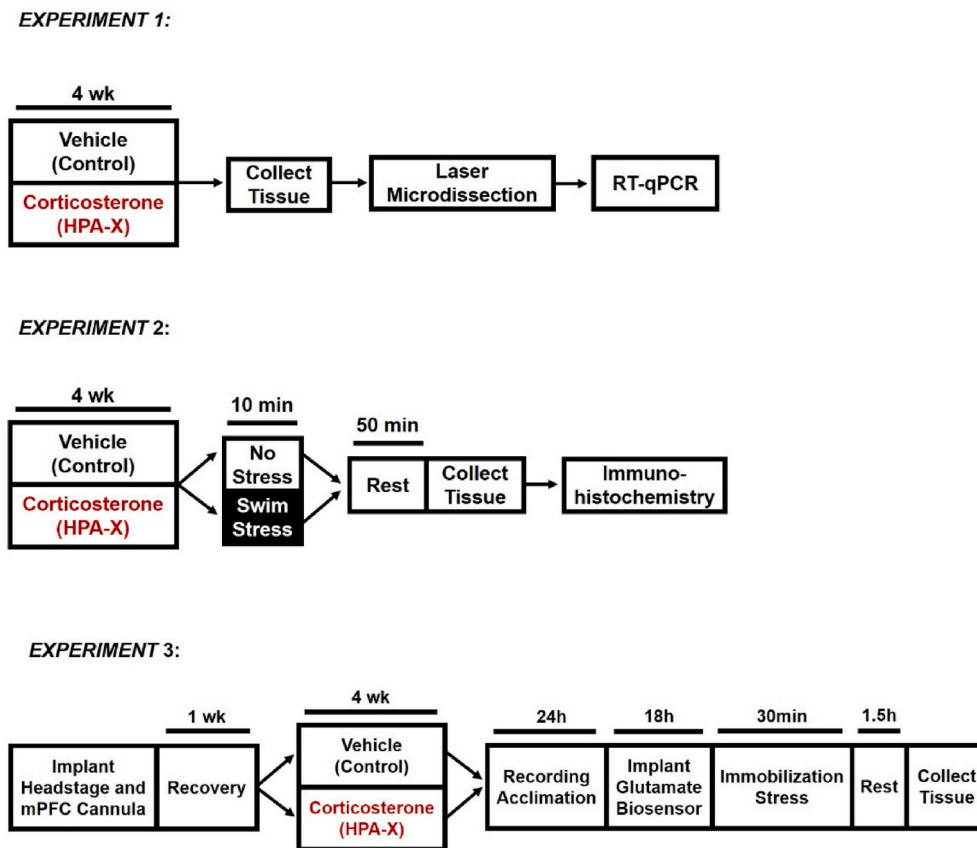 EXPERIMENT 1:
4 wk
Vehicle
(Control)
Corticosterone
(HPA-X)
Collect
Tissue
Laser
Microdissection
RT-qPCR
EXPERIMENT 2:
4 wk
Vehicle
(Control)
Corticosterone
(HPA-X)
10 min
No
Stress
Swim
Stress
50 min
Rest
Collect
Tissue
Immuno-
histochemistry
EXPERIMENT 3:
Implant
Headstage and
mPFC Cannula
1 wk
Recovery
4 wk
Vehicle
(Control)
Corticosterone
(HPA-X)
24h
Recording
Acclimation
18h
Implant
Glutamate
Biosensor
30min
Immobilization
Stress
1.5h
Rest
Collect
Tissue